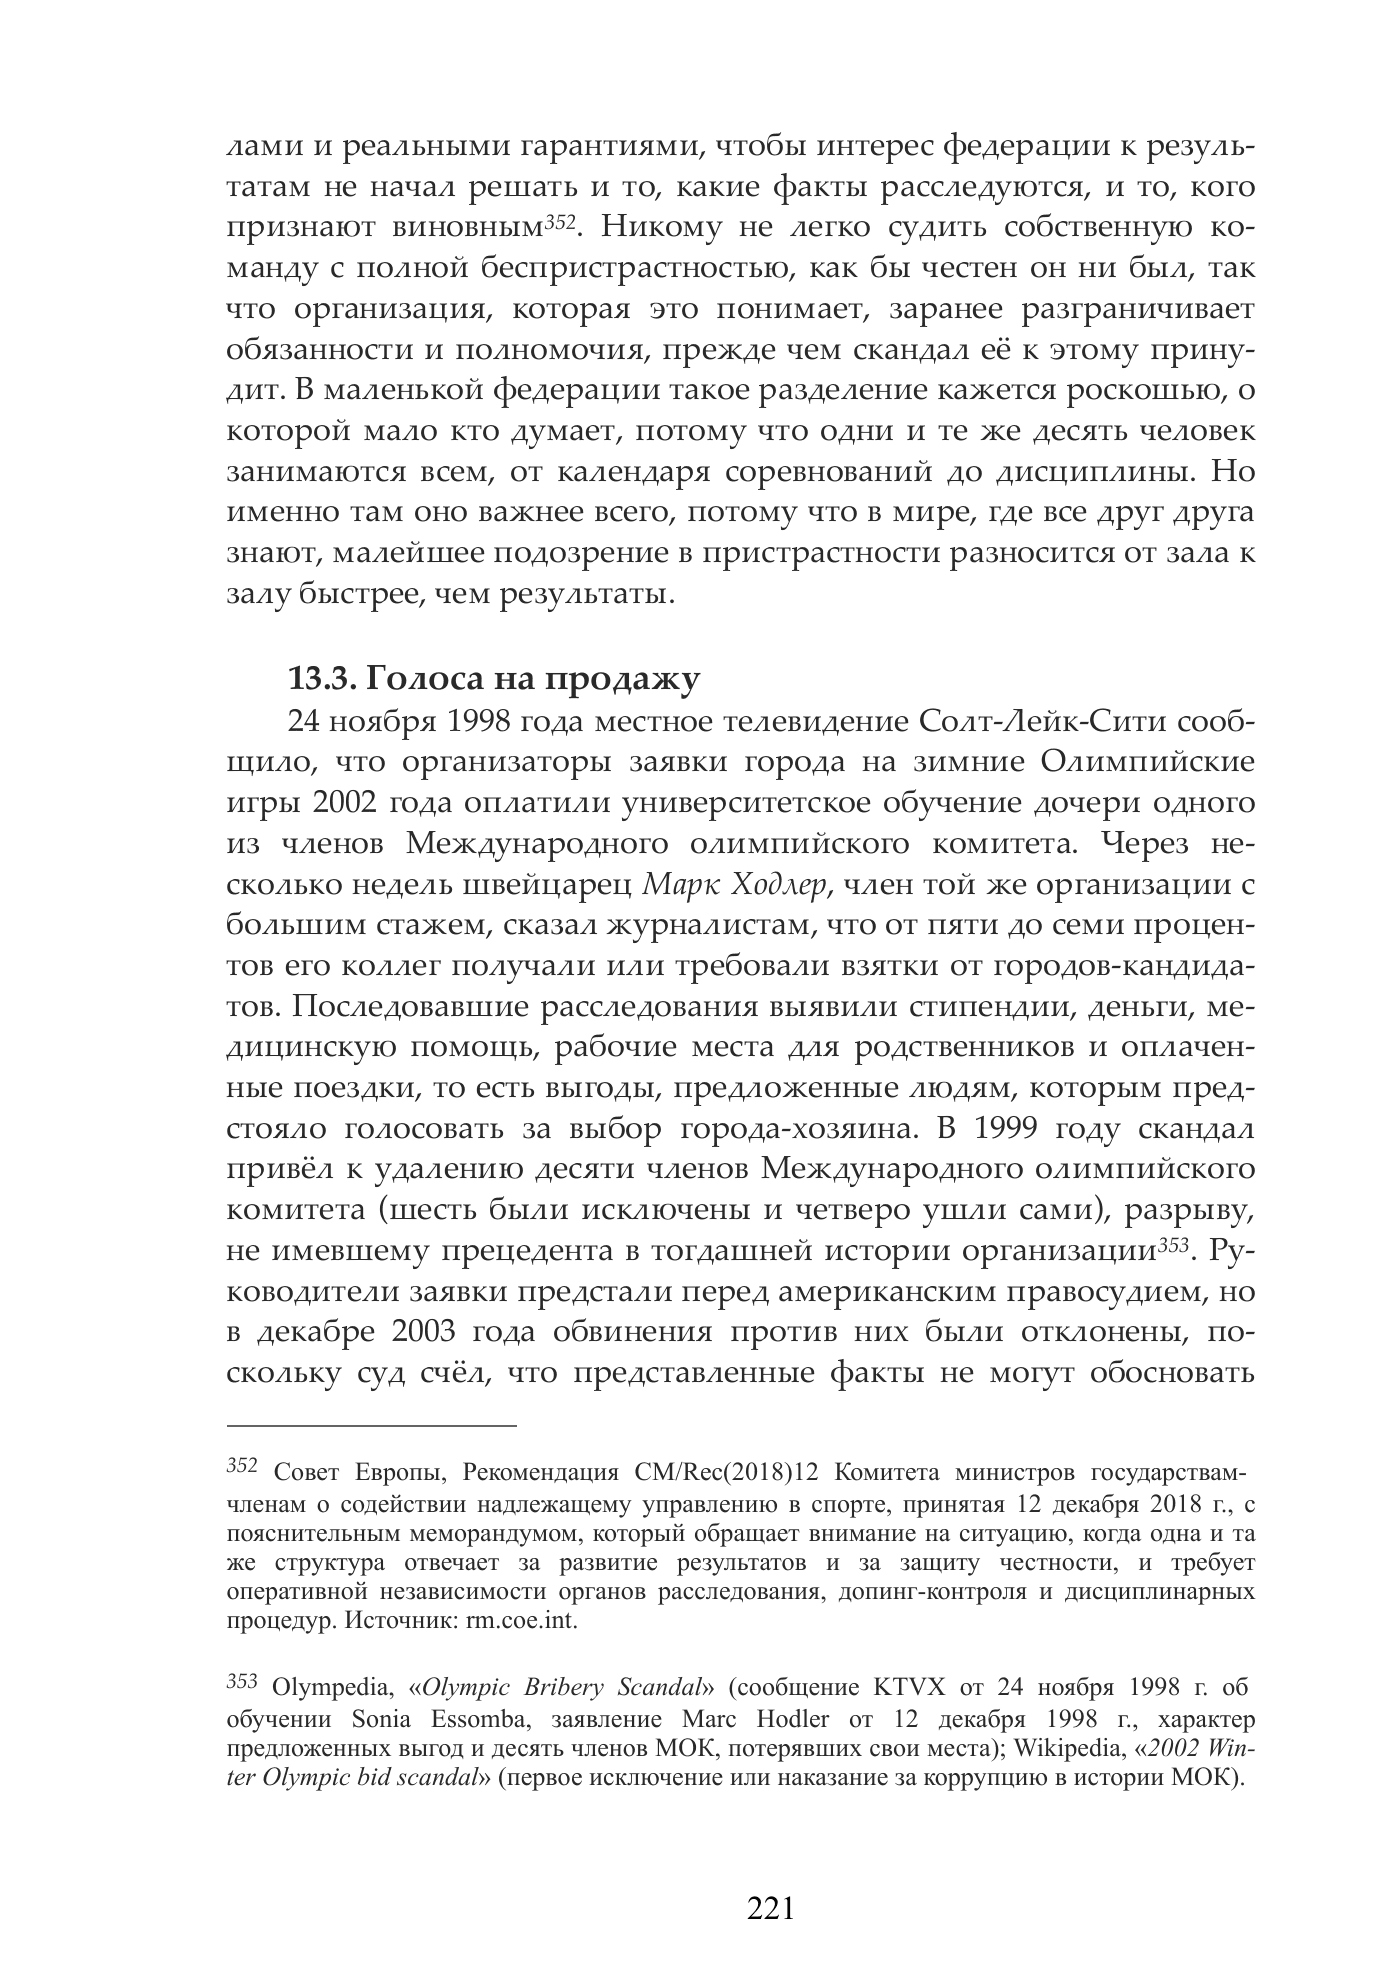 лами и реальными гарантиями, чтобы интерес федерации к резуль-
татам не начал решать и то, какие факты расследуются, и то, кого
признают виновным352. Никому не легко судить собственную ко-
манду с полной беспристрастностью, как бы честен он ни был, так
что организация, которая это понимает, заранее разграничивает
обязанности и полномочия, прежде чем скандал её к этому прину-
дит. В маленькой федерации такое разделение кажется роскошью, о
которой мало кто думает, потому что одни и те же десять человек
занимаются всем, от календаря соревнований до дисциплины. Но
именно там оно важнее всего, потому что в мире, где все друг друга
знают, малейшее подозрение в пристрастности разносится от зала к
залу быстрее, чем результаты.
13.3. Голоса на продажу
24 ноября 1998 года местное телевидение Солт-Лейк-Сити сооб-
щило, что организаторы заявки города на зимние Олимпийские
игры 2002 года оплатили университетское обучение дочери одного
из членов Международного олимпийского комитета. Через не-
сколько недель швейцарец Марк Ходлер, член той же организации с
большим стажем, сказал журналистам, что от пяти до семи процен-
тов его коллег получали или требовали взятки от городов-кандида-
тов. Последовавшие расследования выявили стипендии, деньги, ме-
дицинскую помощь, рабочие места для родственников и оплачен-
ные поездки, то есть выгоды, предложенные людям, которым пред-
стояло голосовать за выбор города-хозяина. В 1999 году скандал
привёл к удалению десяти членов Международного олимпийского
комитета (шесть были исключены и четверо ушли сами), разрыву,
не имевшему прецедента в тогдашней истории организации353. Ру-
ководители заявки предстали перед американским правосудием, но
в декабре 2003 года обвинения против них были отклонены, по-
скольку суд счёл, что представленные факты не могут обосновать
352 Совет Европы, Рекомендация CM/Rec(2018)12 Комитета министров государствам-
членам о содействии надлежащему управлению в спорте, принятая 12 декабря 2018 г., с
пояснительным меморандумом, который обращает внимание на ситуацию, когда одна и та
же структура отвечает за развитие результатов и за защиту честности, и требует
оперативной независимости органов расследования, допинг-контроля и дисциплинарных
процедур. Источник: rm.coe.int.
353 Olympedia, «Olympic Bribery Scandal» (сообщение KTVX от 24 ноября 1998 г. об
обучении Sonia Essomba, заявление Marc Hodler от 12 декабря 1998 г., характер
предложенных выгод и десять членов МОК, потерявших свои места); Wikipedia, «2002 Win-
ter Olympic bid scandal» (первое исключение или наказание за коррупцию в истории МОК).
221